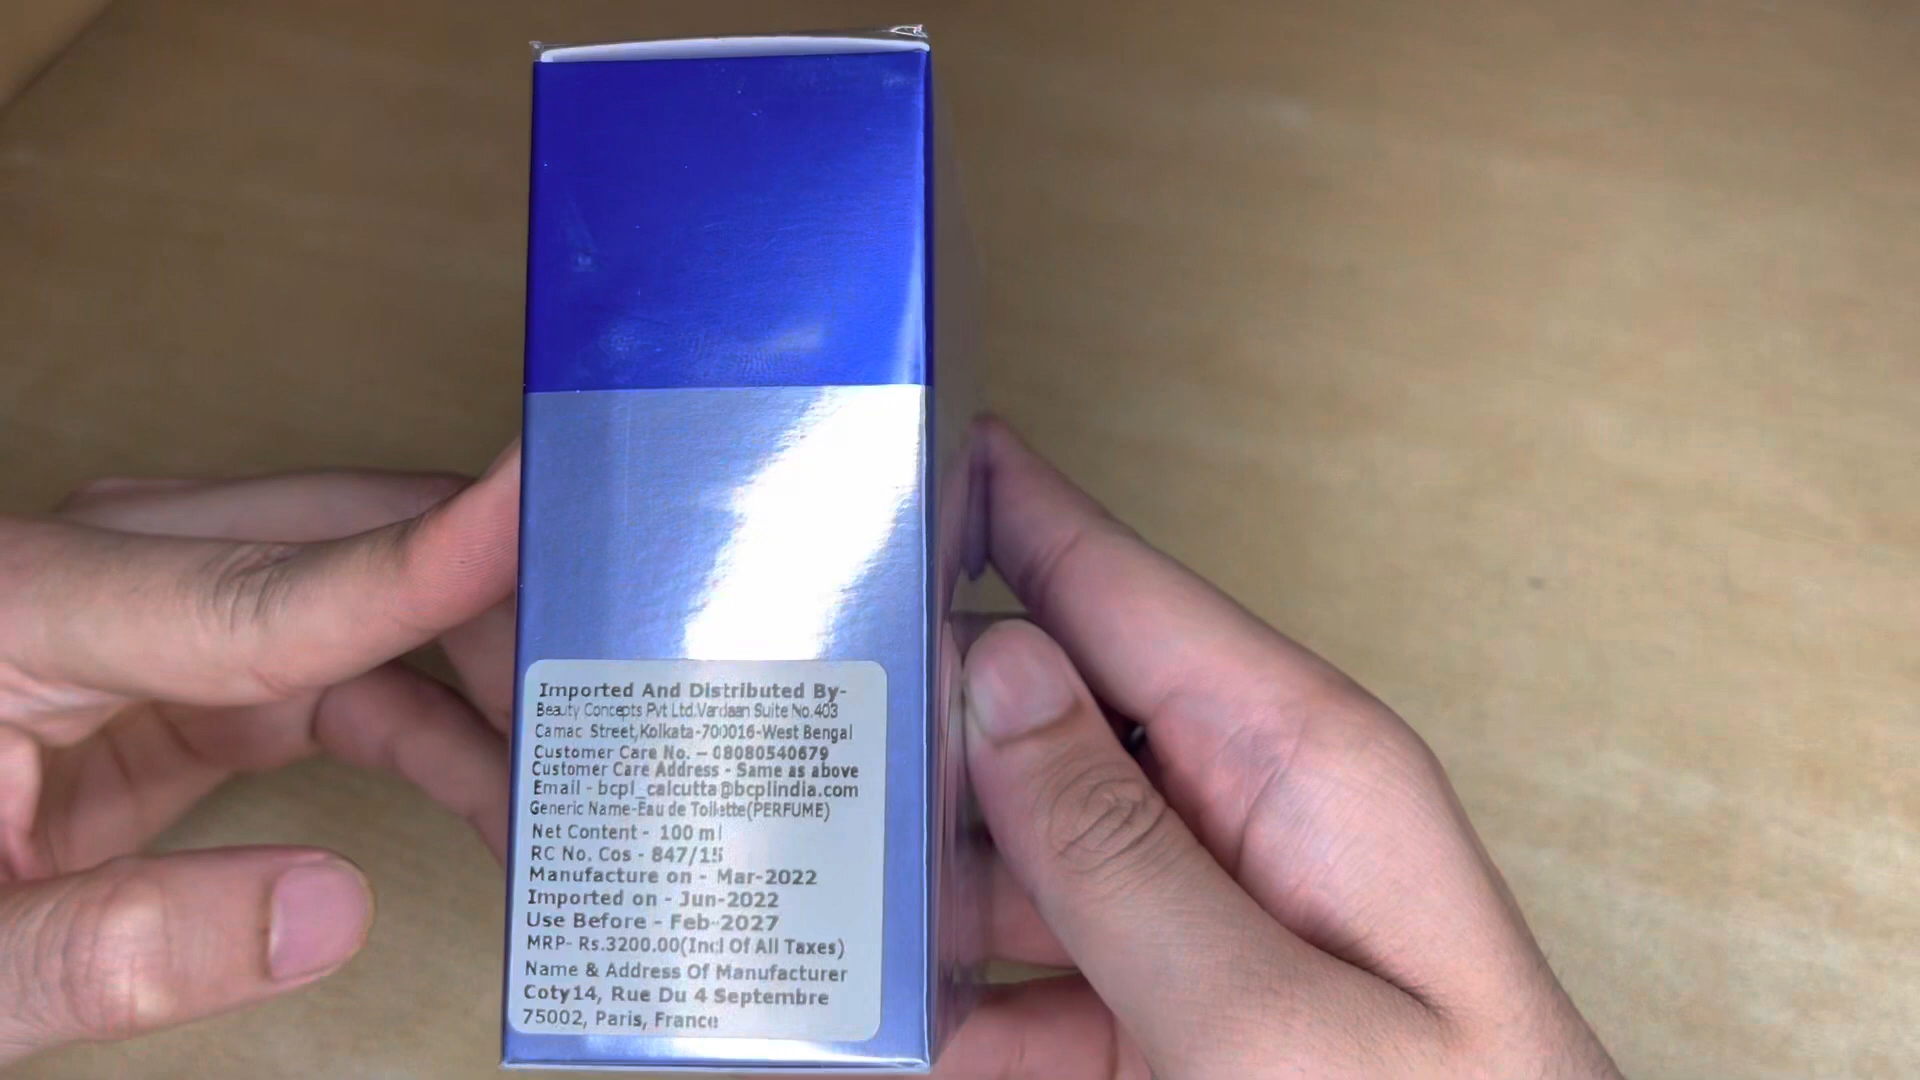 Imported And Distributed By-
Beauty Concepts Pvt Ltd.Vardaan Suite No.403
Camac Street,Kolkata-700016-West Bengal
Customer Care No. – 08080540679
Customer Care Address - Same as above
Email - bcpl_calcutta@bcplindia.com
Generic Name-Eau de Toilette(PERFUME)
Net Content - 100 ml
RC No. Cos - 847/15
Manufacture on - Mar-2022
Imported on - Jun-2022
Use Before - Feb-2027
MRP- Rs.3200.00(Incl Of All Taxes)
Name & Address Of Manufacturer
Coty14, Rue Du 4 Septembre
75002, Paris, France